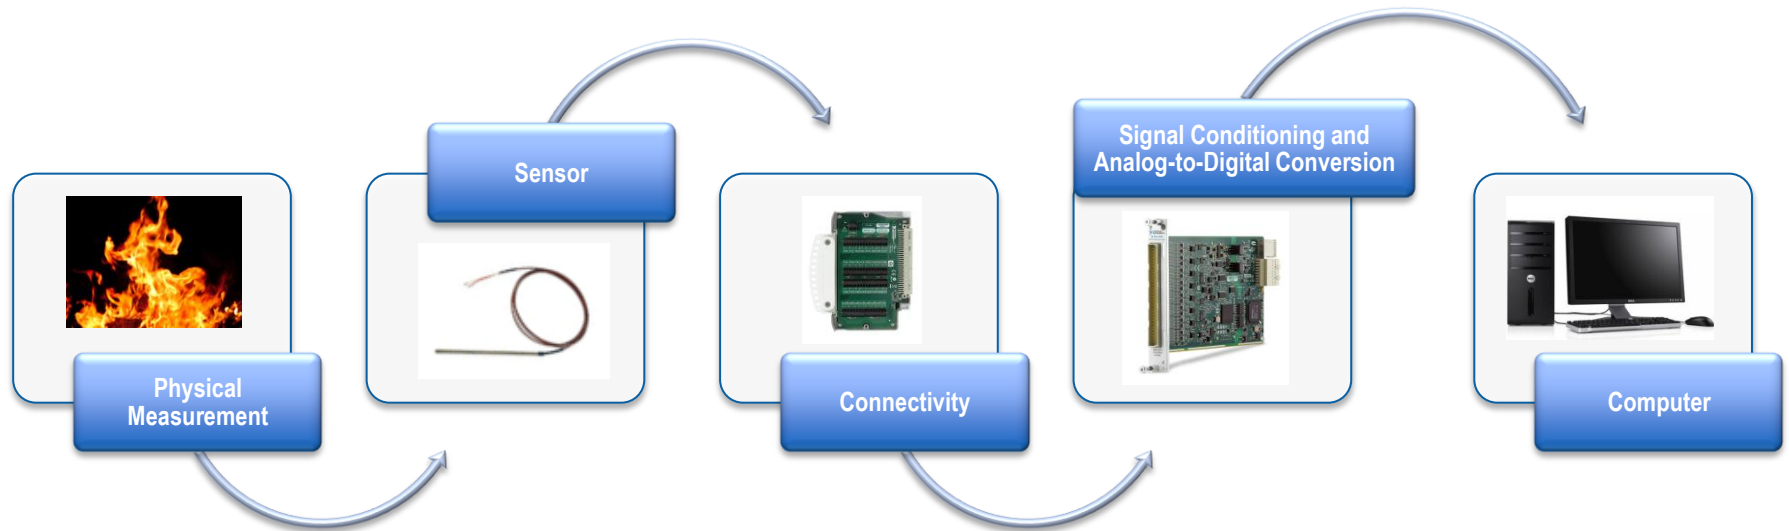 Physical
Measurement
Sensor
Connectivity
Signal Conditioning and
Analog-to-Digital Conversion
Computer